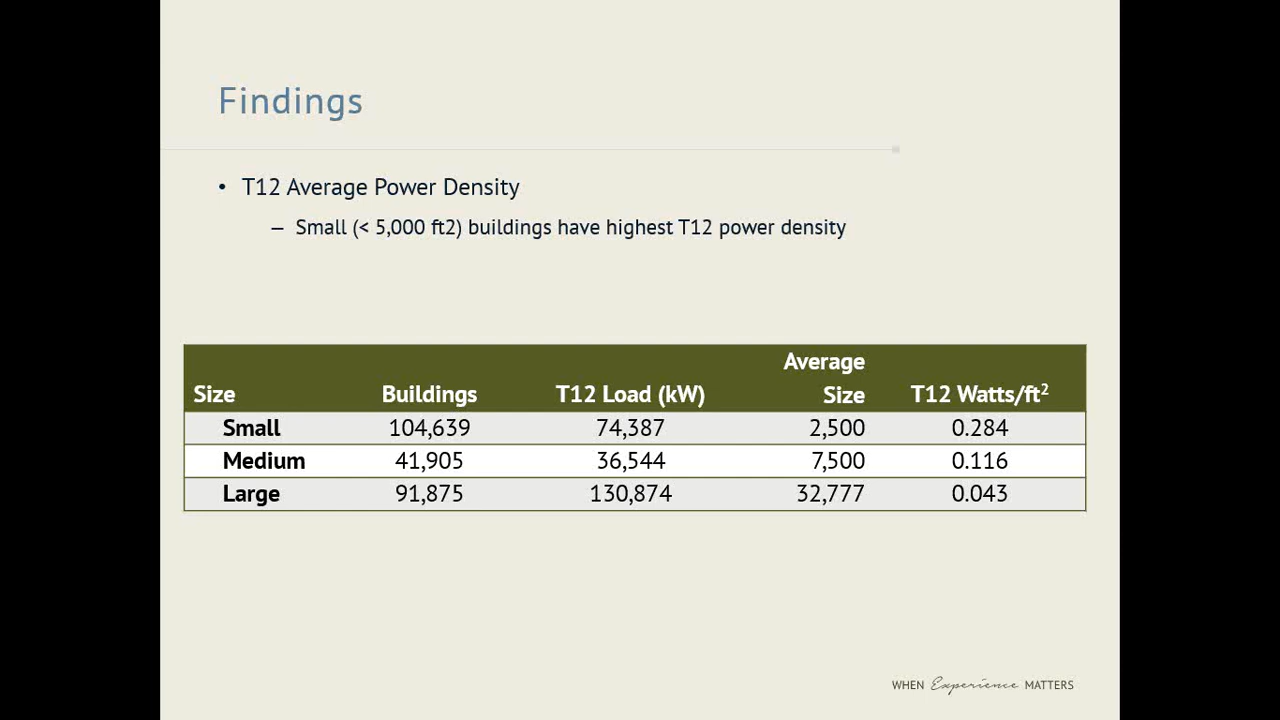 Findings
• T12 Average Power Density
– Small (< 5,000 ft2) buildings have highest T12 power density
Size Buildings T12 Load (kW) Average Size T12 Watts/ft²
Small 104,639 74,387 2,500 0.284
Medium 41,905 36,544 7,500 0.116
Large 91,875 130,874 32,777 0.043
WHEN Experience MATTERS